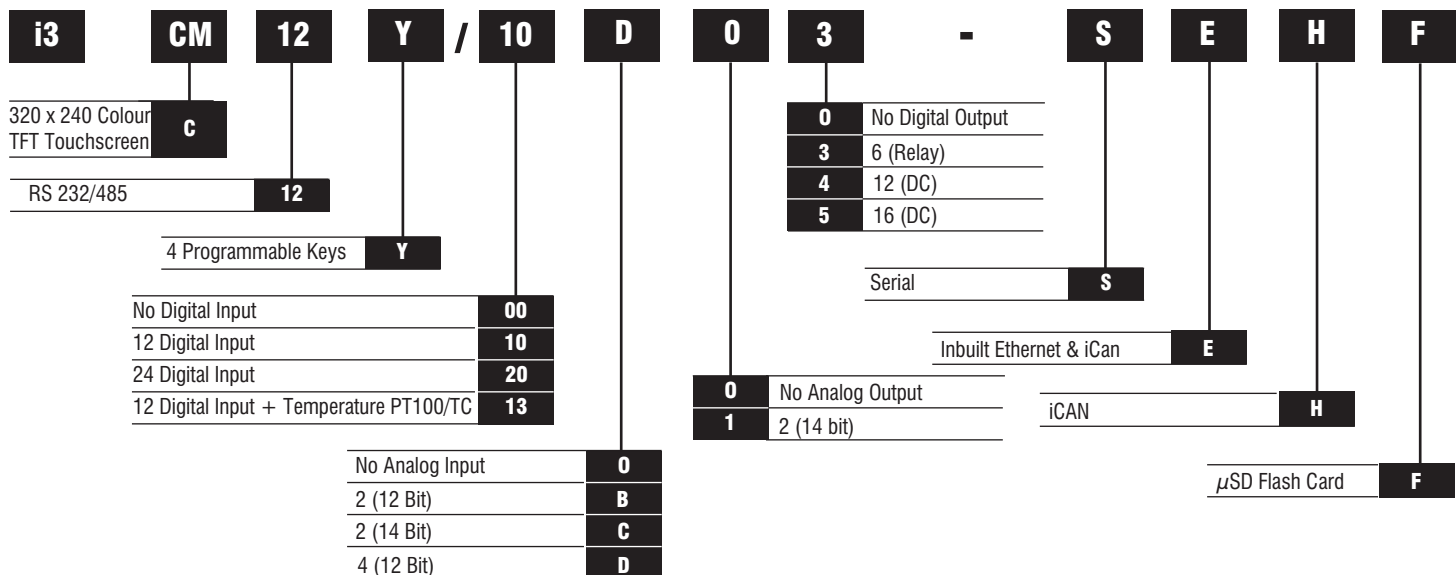 i3 CM 12 Y / 10 D 0 3 - S E H F
320 x 240 Colour
TFT Touchscreen C
RS 232/485 12
4 Programmable Keys Y
No Digital Input 00
12 Digital Input 10
24 Digital Input 20
12 Digital Input + Temperature PT100/TC 13
No Analog Input 0
2 (12 Bit) B
2 (14 Bit) C
4 (12 Bit) D
0 No Analog Output
1 2 (14 bit)
0 No Digital Output
3 6 (Relay)
4 12 (DC)
5 16 (DC)
Serial S
Inbuilt Ethernet & iCan E
iCAN H
µSD Flash Card F